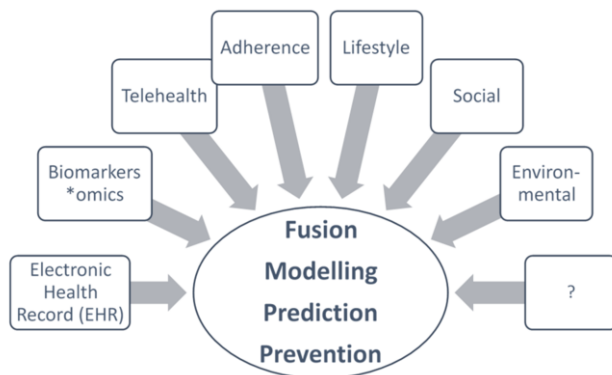 Adherence
Lifestyle
Telehealth
Social
Biomarkers
*omics
Environ-
mental
Electronic
Health
Record (EHR)
?
Fusion
Modelling
Prediction
Prevention